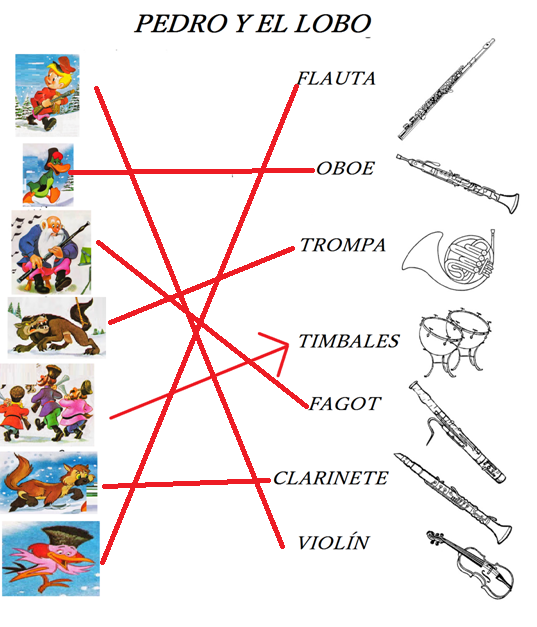 PEDRO Y EL LOBO
FLAUTA
OBOE
TROMPA
TIMBALES
FAGOT
CLARINETE
VIOLÍN